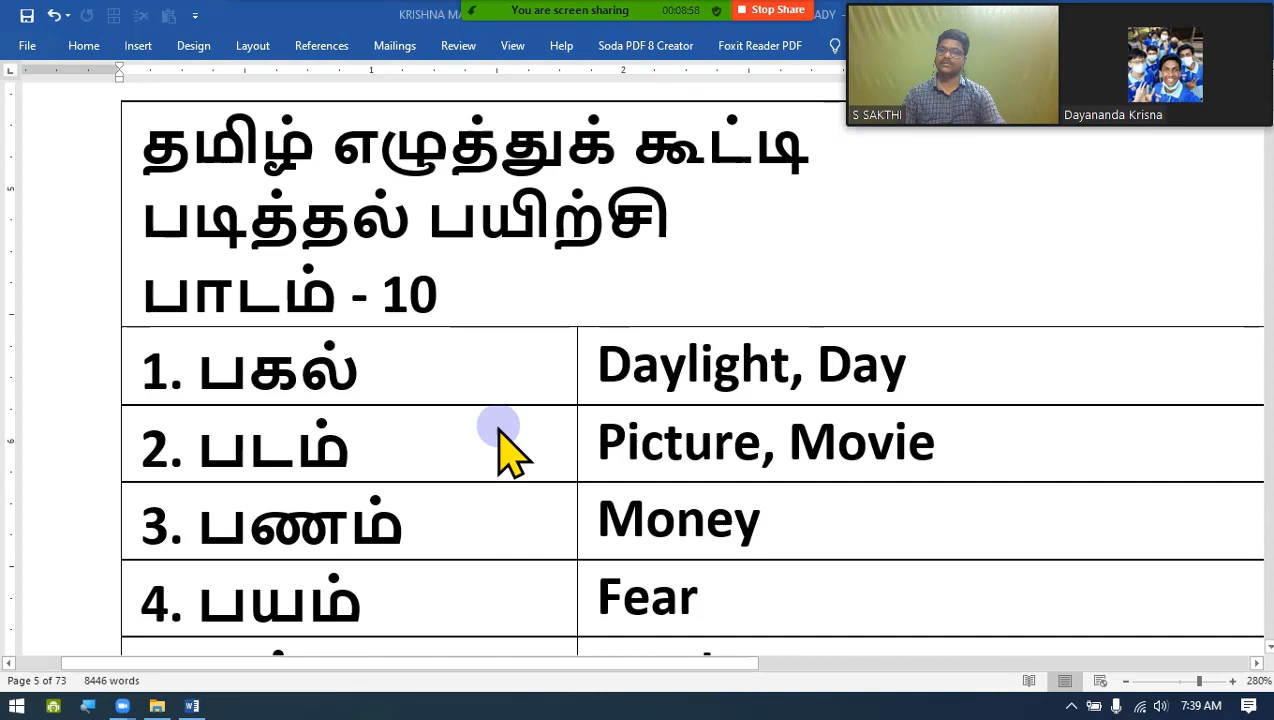 KRISHNA MA
You are screen sharing 00:08:58 Stop Share
File Home Insert Design Layout References Mailings Review View Help Soda PDF 8 Creator Foxit Reader PDF
S SAKTHI
Dayananda Krisna
1 2
தமிழ் எழுத்துக் கூட்டி
படித்தல் பயிற்சி
பாடம் - 10
1. பகல் Daylight, Day
2. படம் Picture, Movie
3. பணம் Money
4. பயம் Fear
Page 5 of 73 8446 words 280%
7:39 AM